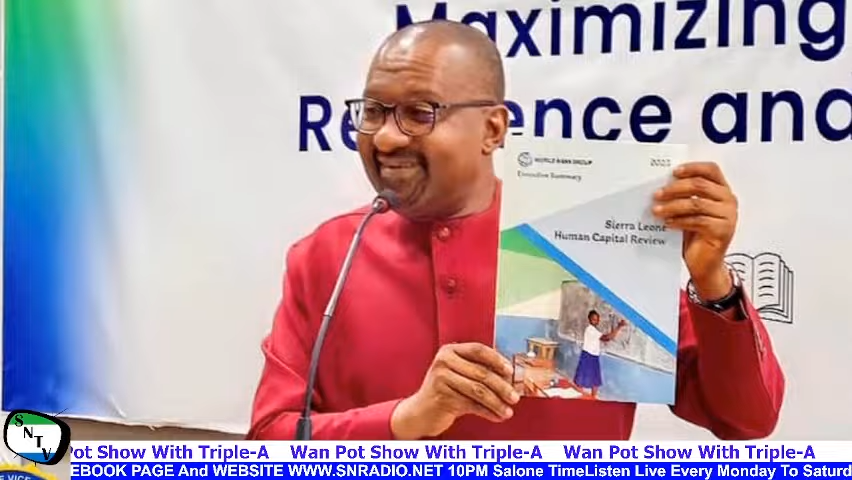 Maximizing
Re ence and
WORLD BANK GROUP 2023
Executive Summary
Sierra Leone
Human Capital Review
SNTV
Pot Show With Triple-A Wan Pot Show With Triple-A Wan Pot Show With Triple-A
EBOOK PAGE And WEBSITE WWW.SNRADIO.NET 10PM Salone TimeListen Live Every Monday To Saturd
E VICE